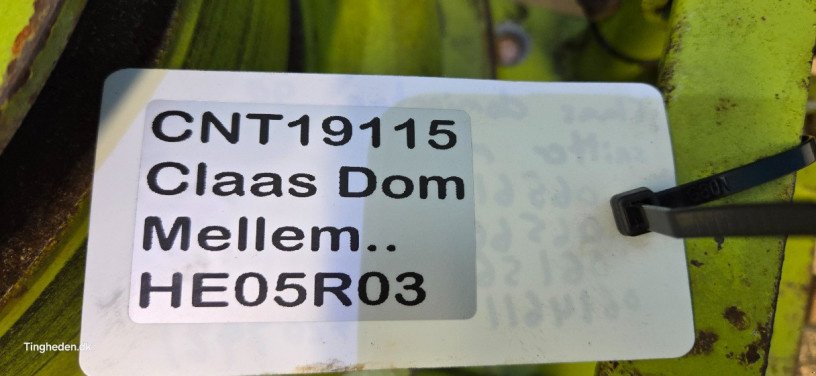 CNT19115
Claas Dom
Mellem..
HE05R03
Tingheden.dk